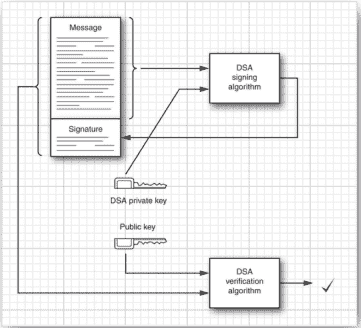 Message
DSA
signing
algorithm
Signature
DSA private key
Public key
DSA
verification
algorithm